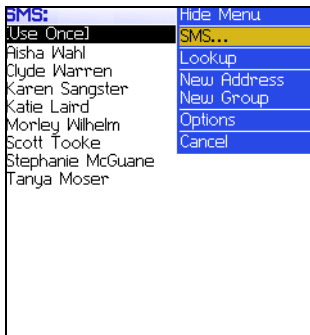 SMS:
[Use Once]
Aisha Wahl
Clyde Warren
Karen Sangster
Katie Laird
Morley Wilhelm
Scott Tooke
Stephanie McGuane
Tanya Moser
Hide Menu
SMS...
Lookup
New Address
New Group
Options
Cancel